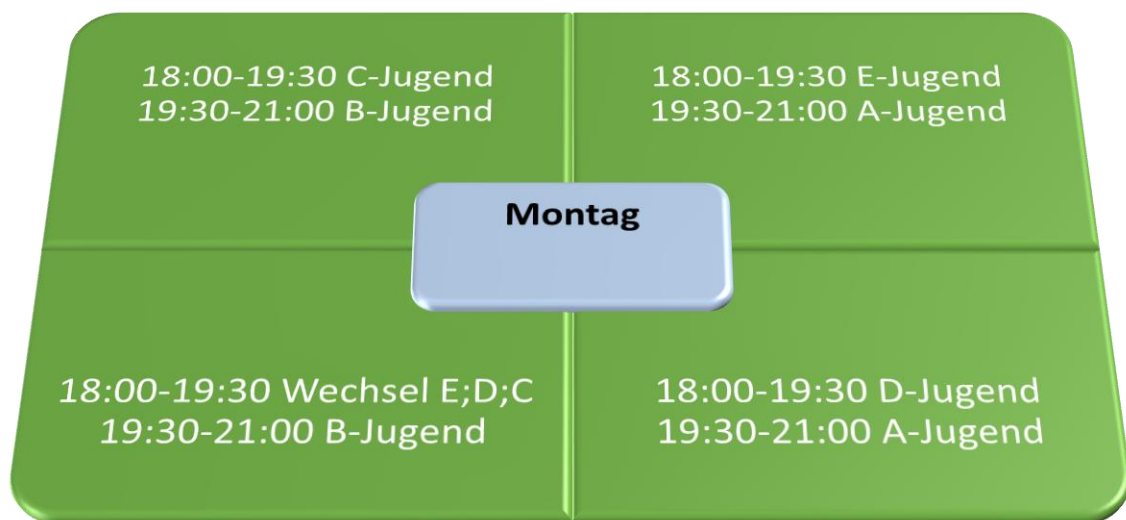 18:00-19:30 C-Jugend
19:30-21:00 B-Jugend
18:00-19:30 E-Jugend
19:30-21:00 A-Jugend
Montag
18:00-19:30 Wechsel E;D;C
19:30-21:00 B-Jugend
18:00-19:30 D-Jugend
19:30-21:00 A-Jugend